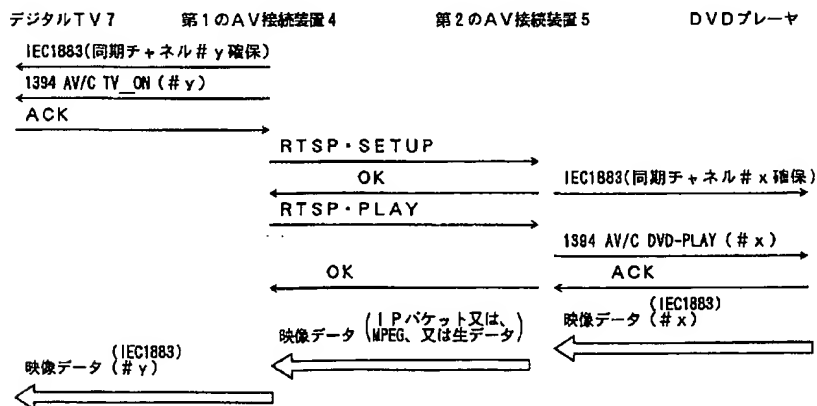 デジタルTV7 第1のAV接続装置4 第2のAV接続装置5 DVDプレーヤ
IEC1883(同期チャネル#y確保)
1394 AV/C TV_ON(#y)
ACK
RTSP・SETUP
OK IEC1883(同期チャネル#x確保)
RTSP・PLAY
1394 AV/C DVD-PLAY(#x)
OK ACK
映像データ(IPパケット又は、
MPEG、又は生データ)
映像データ(IEC1883)
(#x)
映像データ(IEC1883)
(#y)